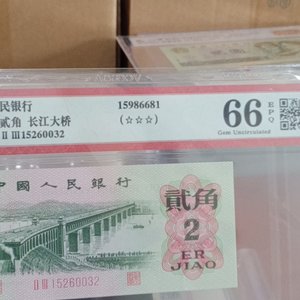 民银行
贰角 长江大桥
II III 15260032
15986681
(☆☆☆)
66 EPQ
Gem Uncirculated
中國人民銀行
貳角
2
ER
JIAO
II III 15260032